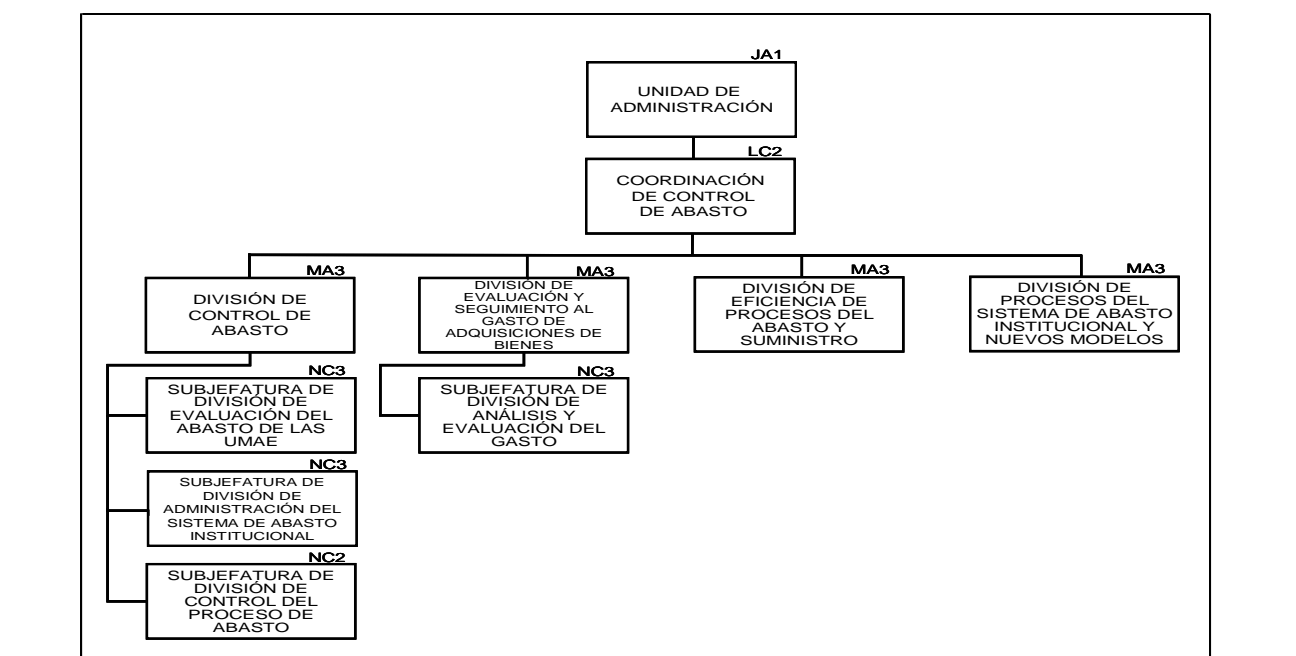 JA1
UNIDAD DE
ADMINISTRACIÓN
LC2
COORDINACIÓN
DE CONTROL
DE ABASTO
MA3
DIVISIÓN DE
CONTROL DE
ABASTO
MA3
DIVISIÓN DE
EVALUACIÓN Y
SEGUIMIENTO AL
GASTO DE
ADQUISICIONES DE
BIENES
MA3
DIVISIÓN DE
EFICIENCIA DE
PROCESOS DEL
ABASTO Y
SUMINISTRO
MA3
DIVISIÓN DE
PROCESOS DEL
SISTEMA DE ABASTO
INSTITUCIONAL Y
NUEVOS MODELOS
NC3
SUBJEFATURA DE
DIVISIÓN DE
EVALUACIÓN DEL
ABASTO DE LAS
UMAE
NC3
SUBJEFATURA DE
DIVISIÓN DE
ANÁLISIS Y
EVALUACIÓN DEL
GASTO
NC3
SUBJEFATURA DE
DIVISIÓN DE
ADMINISTRACIÓN DEL
SISTEMA DE ABASTO
INSTITUCIONAL
NC2
SUBJEFATURA DE
DIVISIÓN DE
CONTROL DEL
PROCESO DE
ABASTO